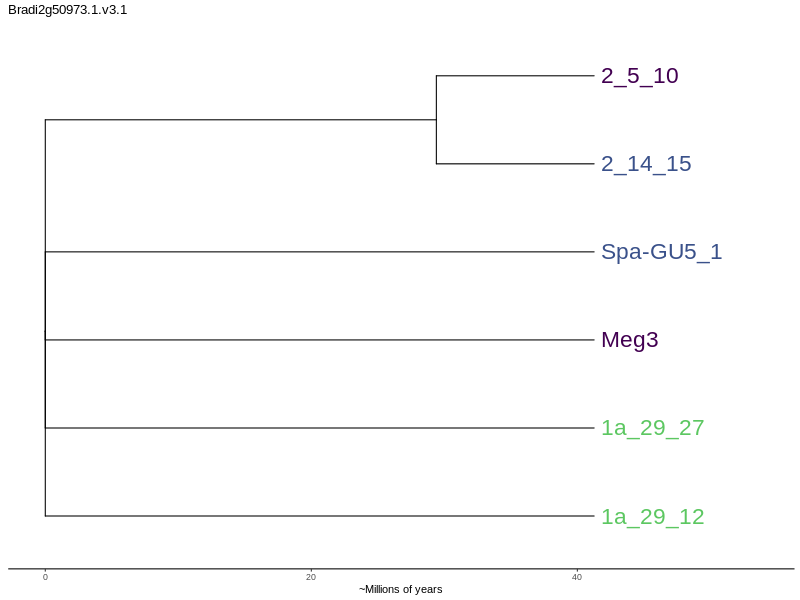 Bradi2g50973.1.v3.1
2_5_10
2_14_15
Spa-GU5_1
Meg3
1a_29_27
1a_29_12
0 20 40
~Millions of years